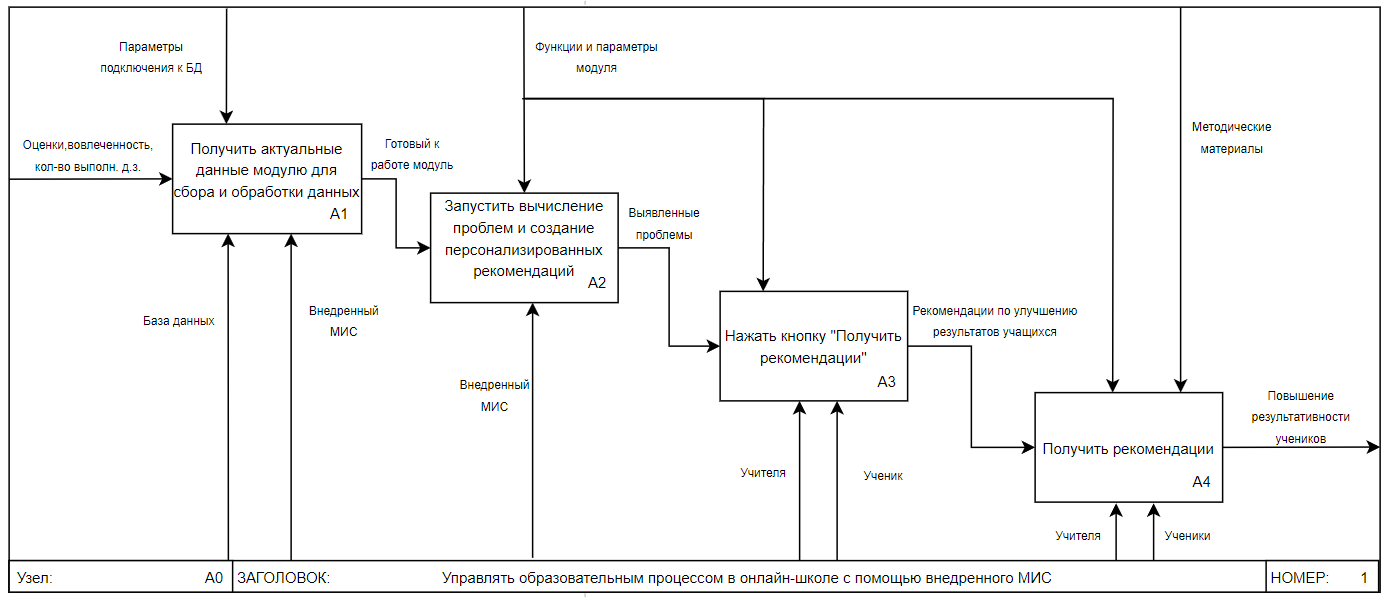 Параметры
подключения к БД
Функции и параметры
модуля
Методические
материалы
Оценки,вовлеченность,
кол-во выполн. д.з.
Получить актуальные
данные модулю для
сбора и обработки данных
A1
Готовый к
работе модуль
Запустить вычисление
проблем и создание
персонализированных
рекомендаций
A2
Выявленные
проблемы
База данных
Внедренный
МИС
Внедренный
МИС
Нажать кнопку "Получить
рекомендации"
A3
Рекомендации по улучшению
результатов учащихся
Учителя
Ученик
Получить рекомендации
A4
Повышение
результативности
учеников
Учителя
Ученики
Узел: A0
ЗАГОЛОВОК: Управлять образовательным процессом в онлайн-школе с помощью внедренного МИС
НОМЕР: 1